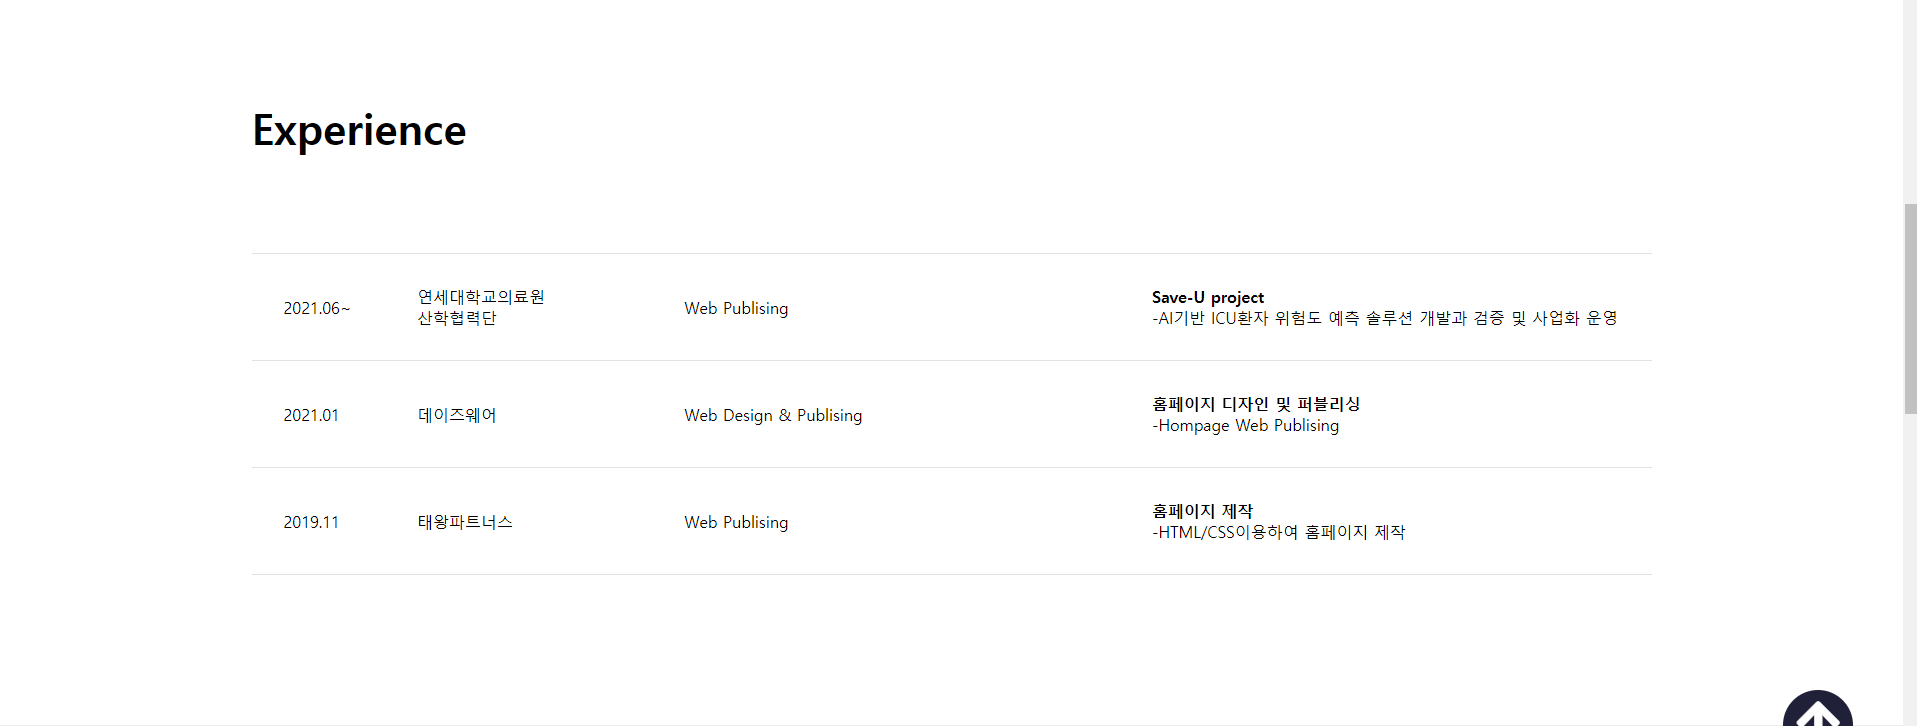 Experience
2021.06~
연세대학교의료원
산학협력단
Web Publising
Save-U project
-AI기반 ICU환자 위험도 예측 솔루션 개발과 검증 및 사업화 운영
2021.01
데이즈웨어
Web Design & Publising
홈페이지 디자인 및 퍼블리싱
-Hompage Web Publising
2019.11
태왕파트너스
Web Publising
홈페이지 제작
-HTML/CSS이용하여 홈페이지 제작